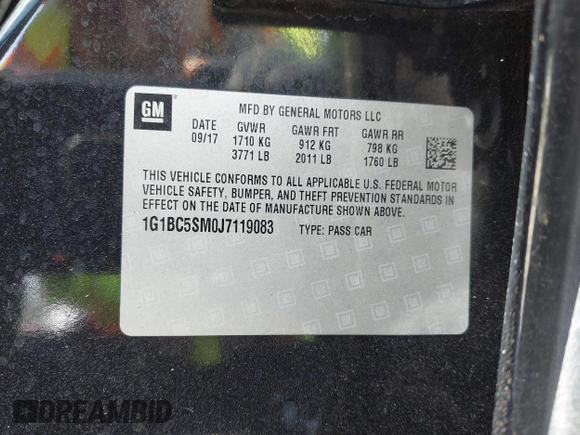 GM
MFD BY GENERAL MOTORS LLC
DATE GVWR GAWR FRT GAWR RR
09/17 1710 KG 912 KG 798 KG
3771 LB 2011 LB 1760 LB
THIS VEHICLE CONFORMS TO ALL APPLICABLE U.S. FEDERAL MOTOR
VEHICLE SAFETY, BUMPER, AND THEFT PREVENTION STANDARDS
IN EFFECT ON THE DATE OF MANUFACTURE SHOWN ABOVE.
1G1BC5SM0J7119083 TYPE: PASS CAR
DREAMBID